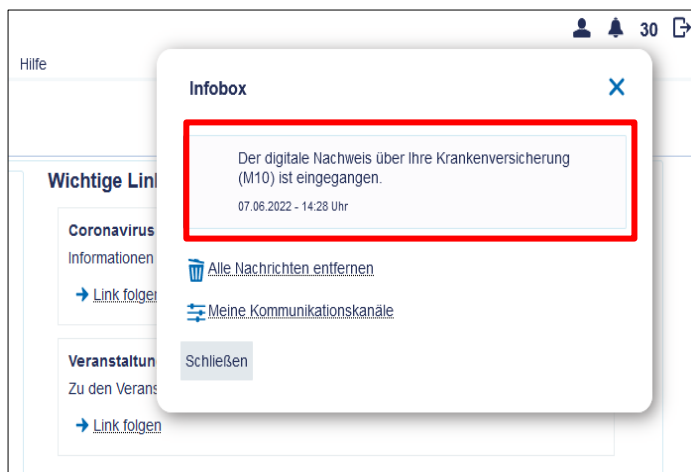 30
Hilfe
Infobox
Der digitale Nachweis über Ihre Krankenversicherung
(M10) ist eingegangen.
07.06.2022 - 14:28 Uhr
Alle Nachrichten entfernen
Meine Kommunikationskanäle
Schließen
Wichtige Lin
Coronavirus
Informationen
Link folgen
Veranstaltun
Zu den Verans
Link folgen